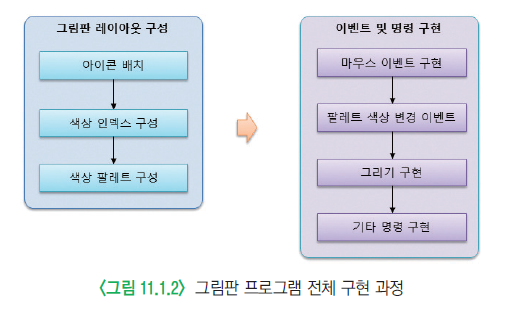 그림판 레이아웃 구성
아이콘 배치
색상 인덱스 구성
색상 팔레트 구성
이벤트 및 명령 구현
마우스 이벤트 구현
팔레트 색상 변경 이벤트
그리기 구현
기타 명령 구현
<그림 11.1.2> 그림판 프로그램 전체 구현 과정